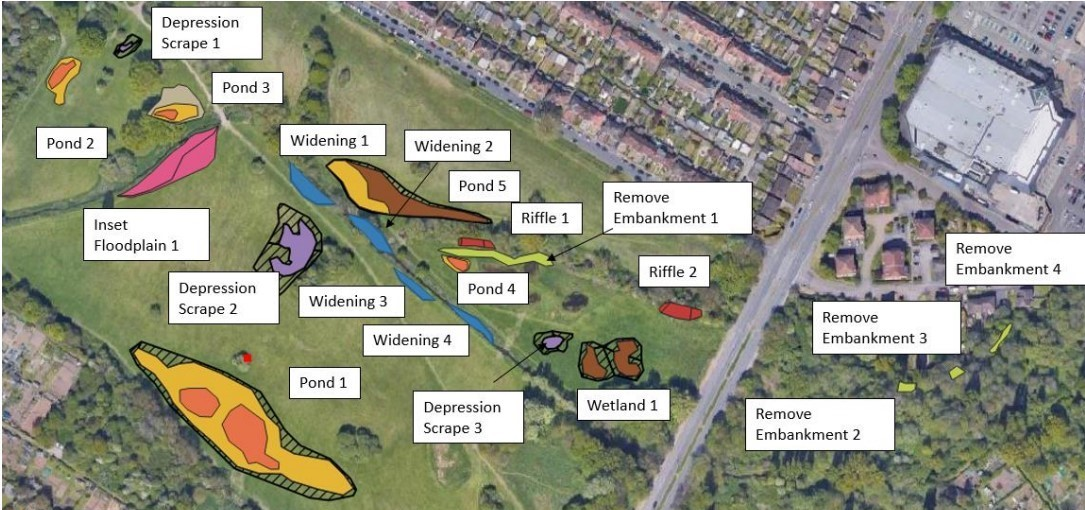 Depression
Scrape 1
Pond 3
Pond 2
Widening 1
Widening 2
Pond 5
Remove
Embankment 1
Riffle 1
Inset
Floodplain 1
Remove
Embankment 4
Riffle 2
Depression
Scrape 2
Pond 4
Widening 3
Remove
Embankment 3
Widening 4
Pond 1
Depression
Scrape 3
Wetland 1
Remove
Embankment 2